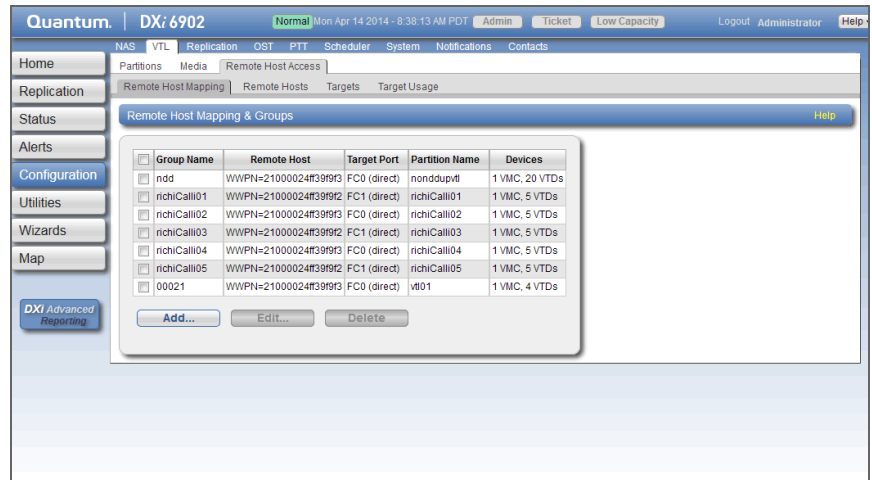 Quantum. DXi 6902 Normal Mon Apr 14 2014 - 8:38:13 AM PDT Admin Ticket Low Capacity Logout Administrator Help
NAS VTL Replication OST PTT Scheduler System Notifications Contacts
Home
Partitions Media Remote Host Access
Replication
Remote Host Mapping Remote Hosts Targets Target Usage
Status
Remote Host Mapping & Groups Help
Alerts
Configuration
Utilities
Wizards
Map
DXi Advanced
Reporting
Group Name Remote Host Target Port Partition Name Devices
ndd WWPN=21000024ff39f9f3 FC0 (direct) nonddupvtl 1 VMC, 20 VTDs
richiCalli01 WWPN=21000024ff39f9f2 FC1 (direct) richiCalli01 1 VMC, 5 VTDs
richiCalli02 WWPN=21000024ff39f9f3 FC0 (direct) richiCalli02 1 VMC, 5 VTDs
richiCalli03 WWPN=21000024ff39f9f2 FC1 (direct) richiCalli03 1 VMC, 5 VTDs
richiCalli04 WWPN=21000024ff39f9f3 FC0 (direct) richiCalli04 1 VMC, 5 VTDs
richiCalli05 WWPN=21000024ff39f9f2 FC1 (direct) richiCalli05 1 VMC, 5 VTDs
00021 WWPN=21000024ff39f9f3 FC0 (direct) vtl01 1 VMC, 4 VTDs
Add... Edit... Delete